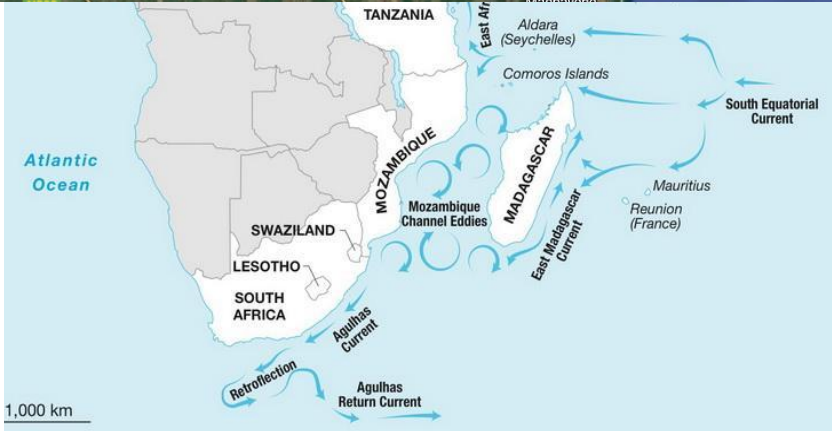 TANZANIA
East Afr
Aldara
(Seychelles)
Comoros Islands
South Equatorial
Current
Atlantic
Ocean
MOZAMBIQUE
MADAGASCAR
Mauritius
Reunion
(France)
Mozambique
Channel Eddies
East Madagascar
Current
SWAZILAND
LESOTHO
SOUTH
AFRICA
Agulhas
Current
Retroflection
Agulhas
Return Current
1,000 km